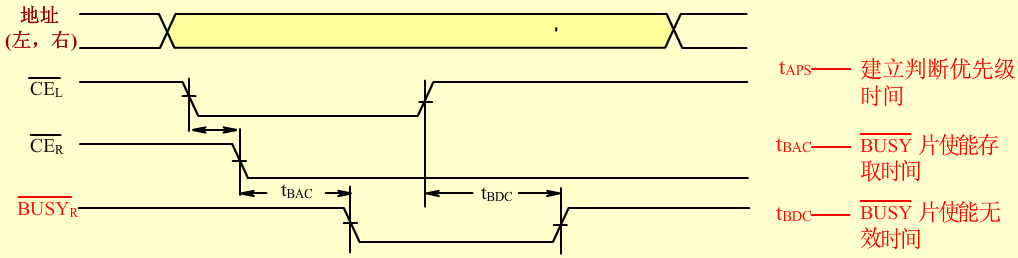 地址
(左，右)
CEL
CER
BUSYR
tBAC
tBDC
tAPS 建立判断优先级
时间
tBAC BUSY 片使能存
取时间
tBDC BUSY 片使能无
效时间